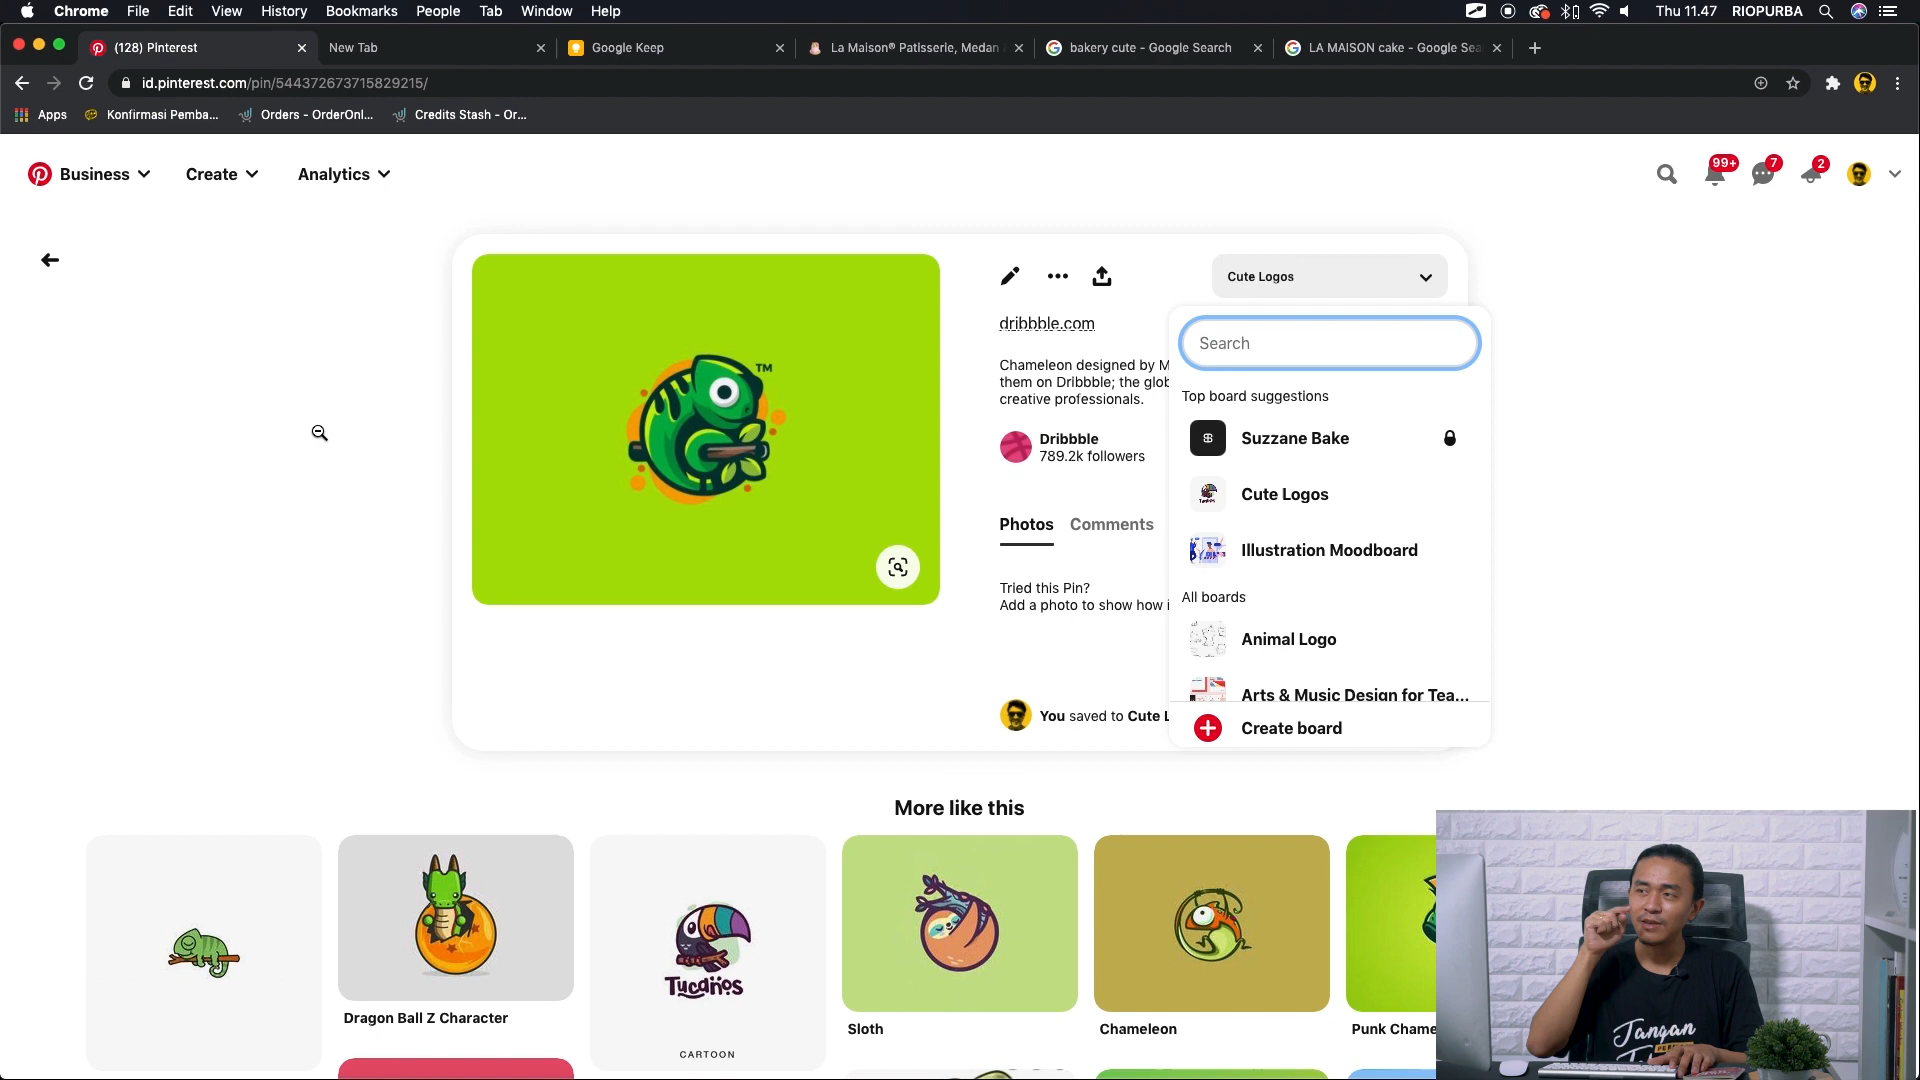 Chrome File Edit View History Bookmarks People Tab Window Help Thu 11.47 RIOPURBA
(128) Pinterest New Tab Google Keep La Maison® Patisserie, Medan bakery cute - Google Search LA MAISON cake - Google Sea
id.pinterest.com/pin/544372673715829215/
Apps Konfirmasi Pemba... Orders - OrderOnl... Credits Stash - Or...
Business Create Analytics 99+ 7 2
Cute Logos
dribbble.com
Search
TM
Chameleon designed by M
them on Dribbble; the glob
creative professionals.
Top board suggestions
Dribbble
789.2k followers
Suzzane Bake
Cute Logos
Photos Comments
Illustration Moodboard
Tried this Pin?
Add a photo to show how i
All boards
Animal Logo
Arts & Music Design for Tea...
You saved to Cute L
Create board
More like this
Tucanos
Dragon Ball Z Character
Sloth
Chameleon
Punk Chame
CARTOON
Jangan